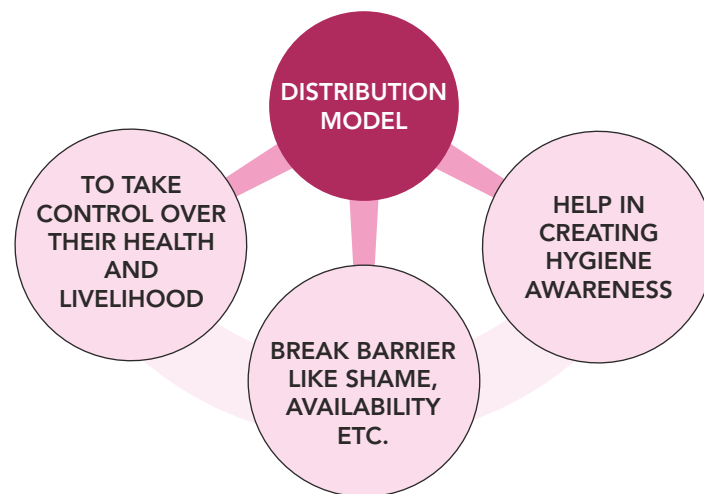 DISTRIBUTION
MODEL
TO TAKE
CONTROL OVER
THEIR HEALTH
AND
LIVELIHOOD
BREAK BARRIER
LIKE SHAME,
AVAILABILITY
ETC.
HELP IN
CREATING
HYGIENE
AWARENESS